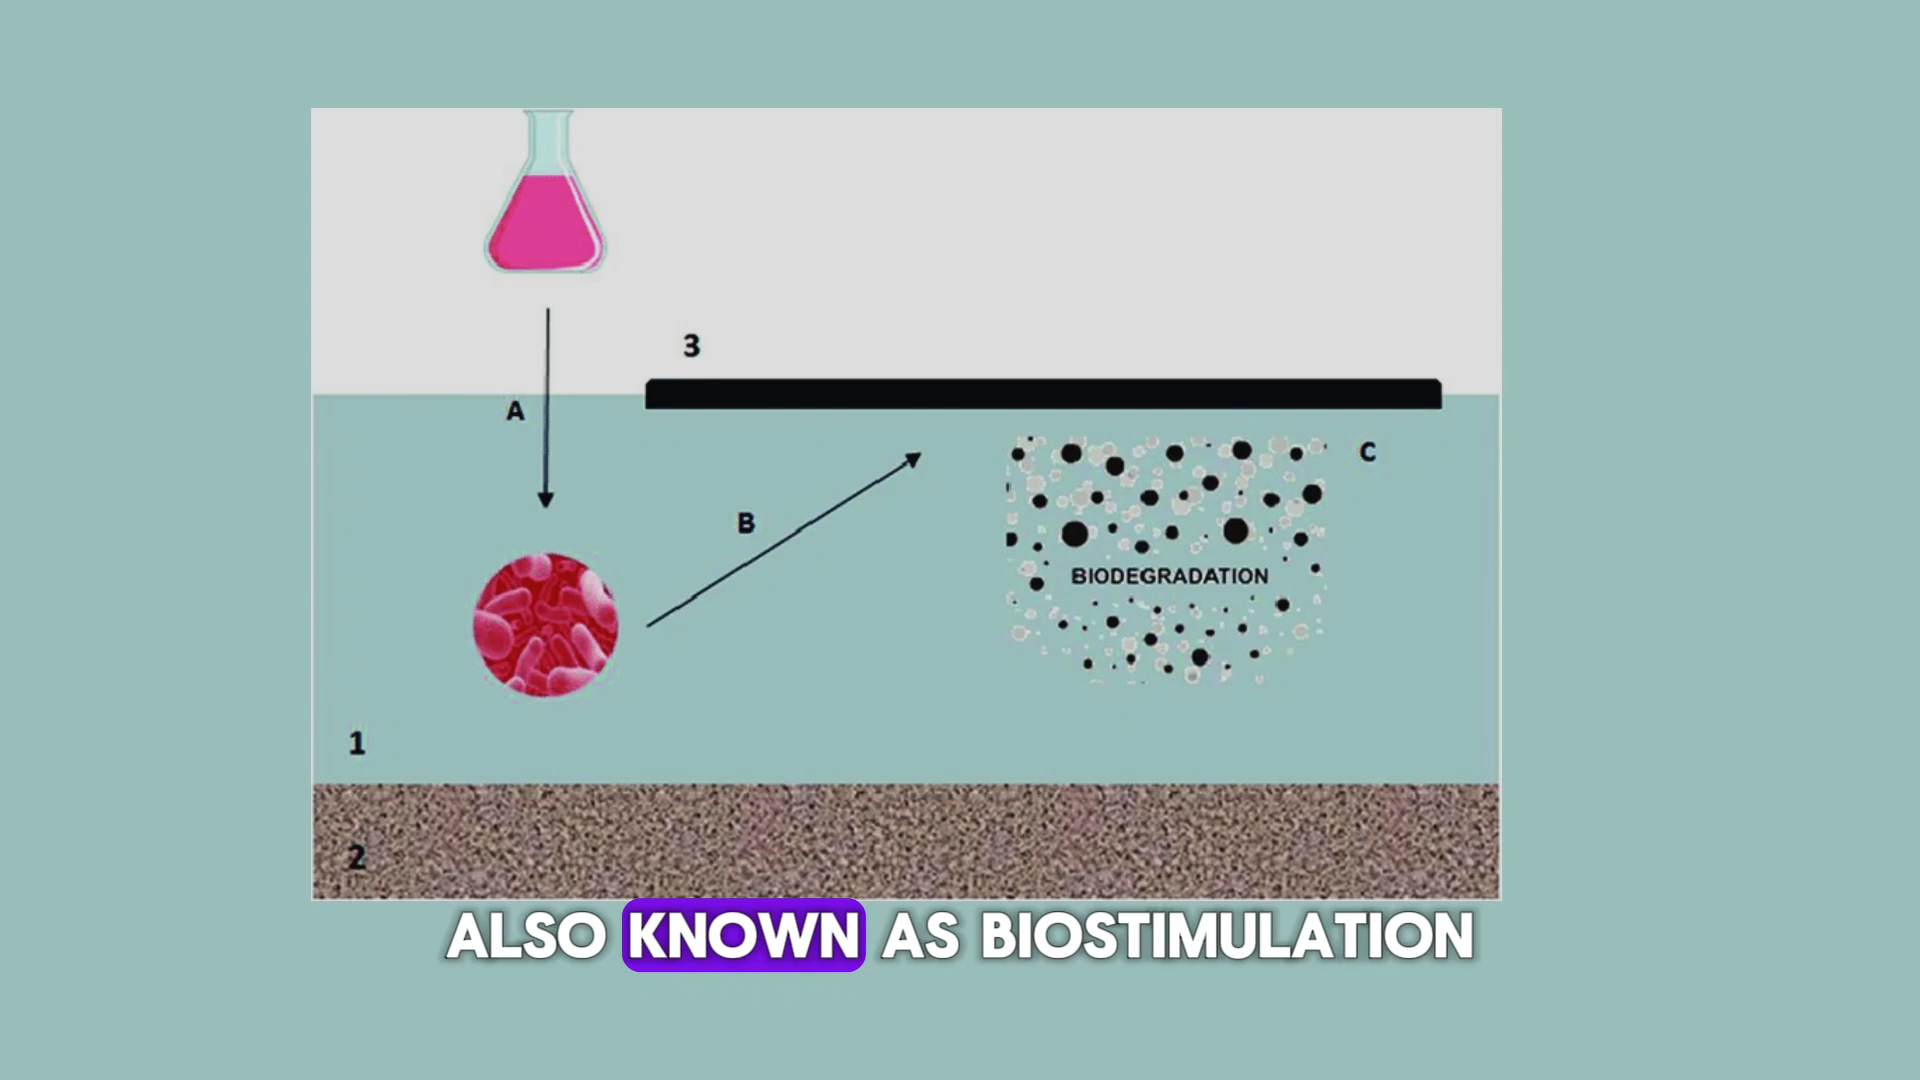 3
A
C
B
BIODEGRADATION
1
2
ALSO KNOWN AS BIOSTIMULATION